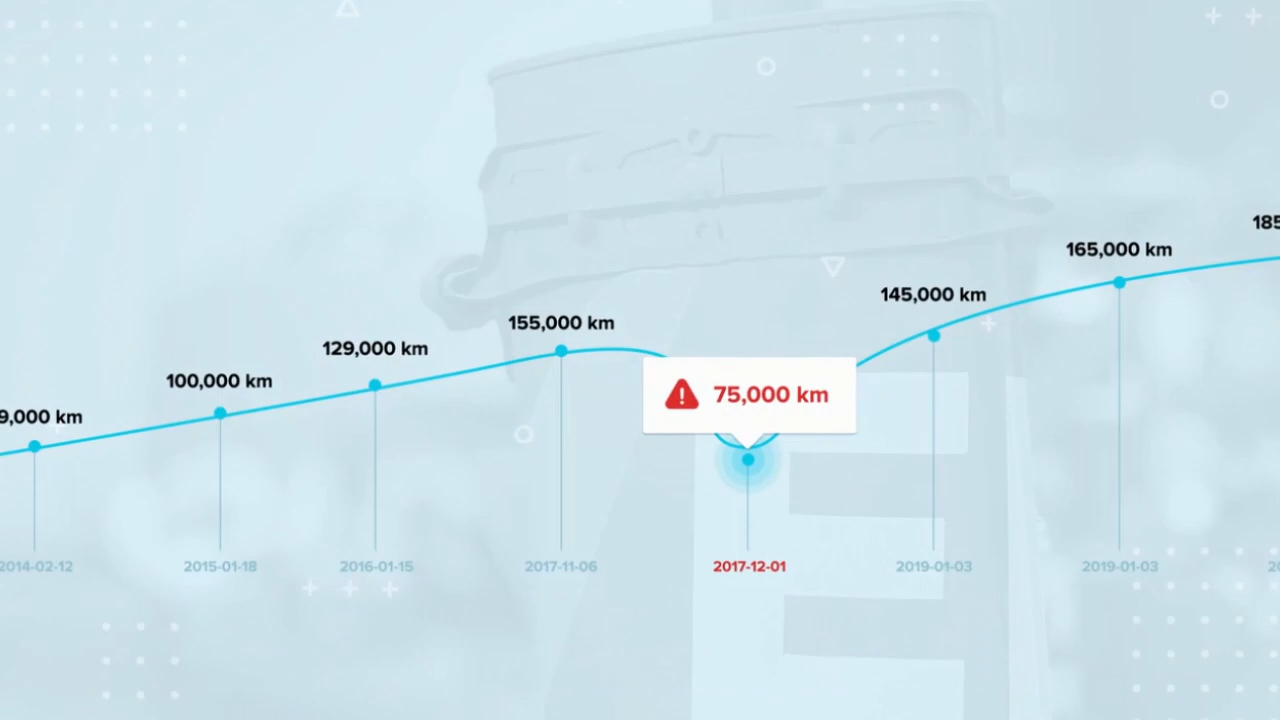 185
165,000 km
145,000 km
155,000 km
129,000 km
100,000 km
75,000 km
9,000 km
2014-02-12
2015-01-18
2016-01-15
2017-11-06
2017-12-01
2019-01-03
2019-01-03
20